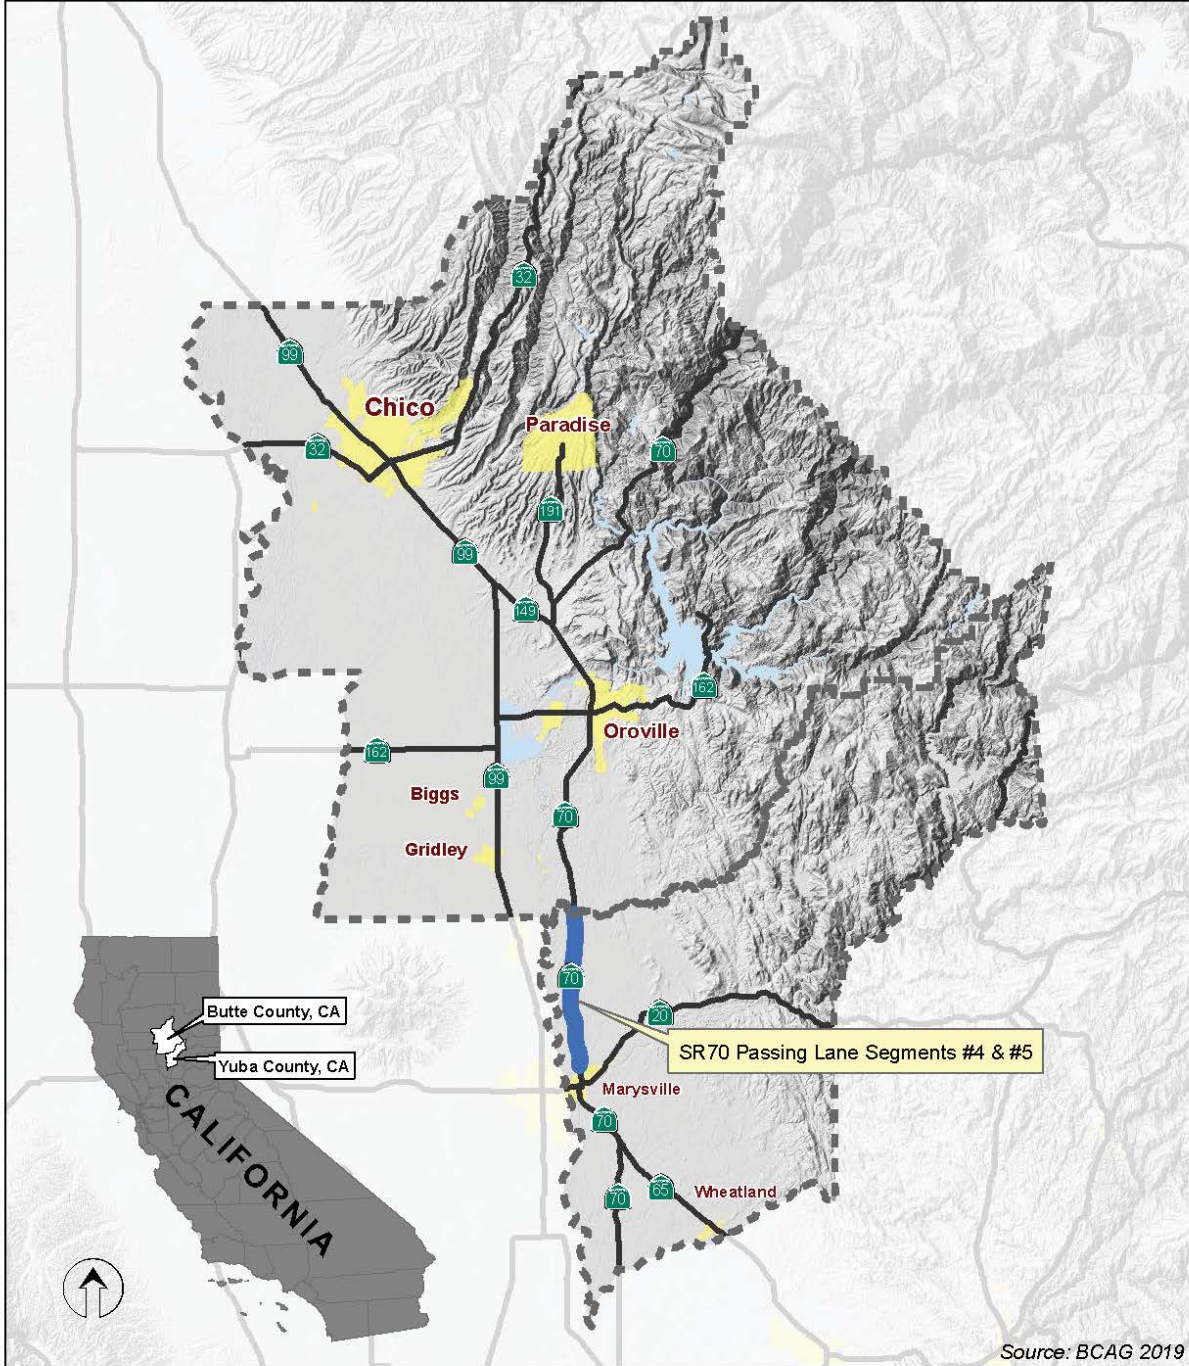 32
99
Chico
Paradise
32
70
191
99
149
162
Oroville
162
99
Biggs
70
Gridley
70
Butte County, CA
20
SR70 Passing Lane Segments #4 & #5
Yuba County, CA
Marysville
CALIFORNIA
70
65
Wheatland
70
Source: BCAG 2019